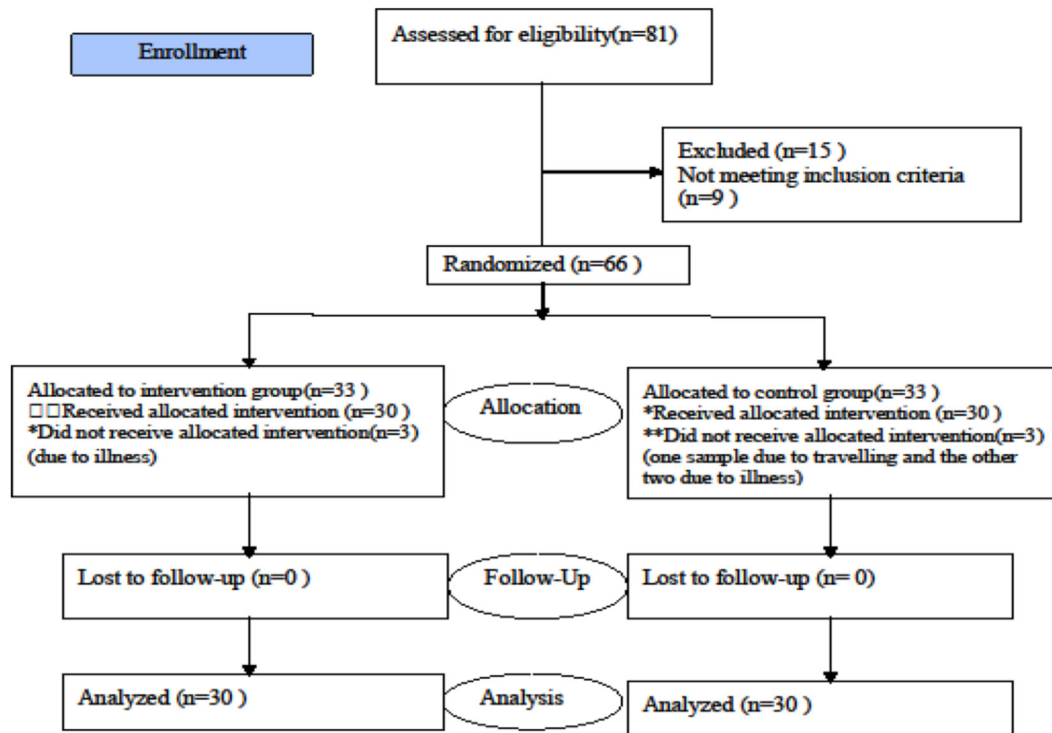 Assessed for eligibility(n=81)
Enrollment
Excluded (n=15 )
Not meeting inclusion criteria
(n=9 )
Randomized (n=66 )
Allocated to intervention group(n=33 )
□□Received allocated intervention (n=30 )
*Did not receive allocated intervention(n=3)
(due to illness)
Allocation
Allocated to control group(n=33 )
*Received allocated intervention (n=30 )
**Did not receive allocated intervention(n=3)
(one sample due to travelling and the other
two due to illness)
Lost to follow-up (n=0 )
Follow-Up
Lost to follow-up (n= 0)
Analyzed (n=30 )
Analysis
Analyzed (n=30 )